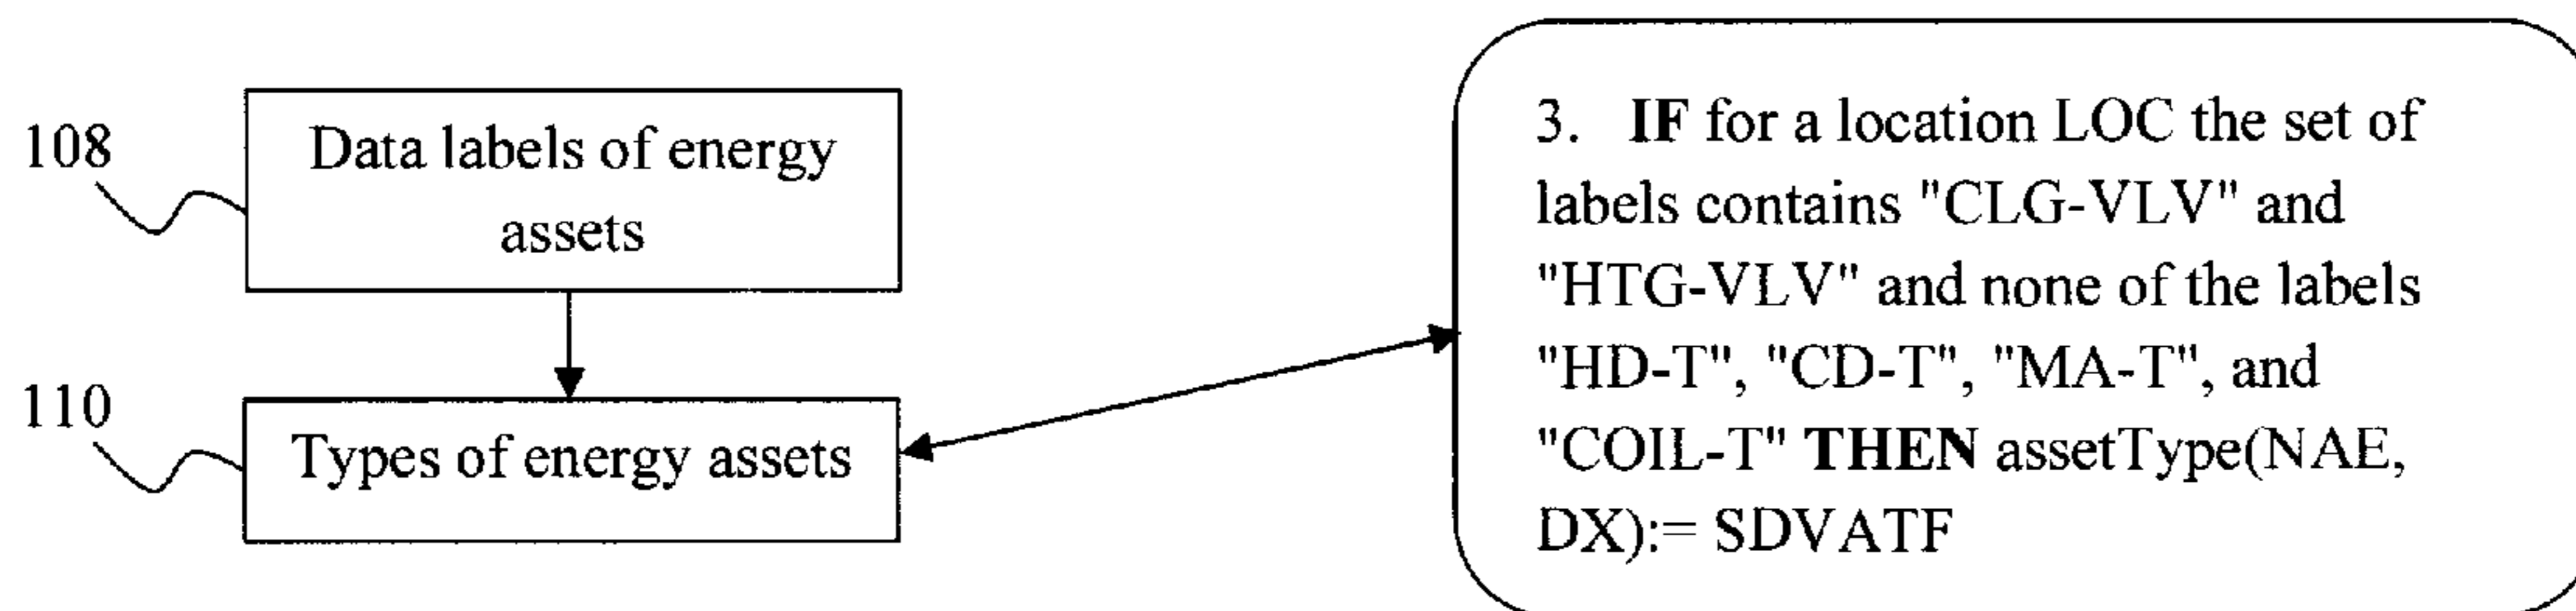 108
Data labels of energy
assets
110
Types of energy assets
3. IF for a location LOC the set of
labels contains "CLG-VLV" and
"HTG-VLV" and none of the labels
"HD-T", "CD-T", "MA-T", and
"COIL-T" THEN assetType(NAE,
DX):= SDVATF